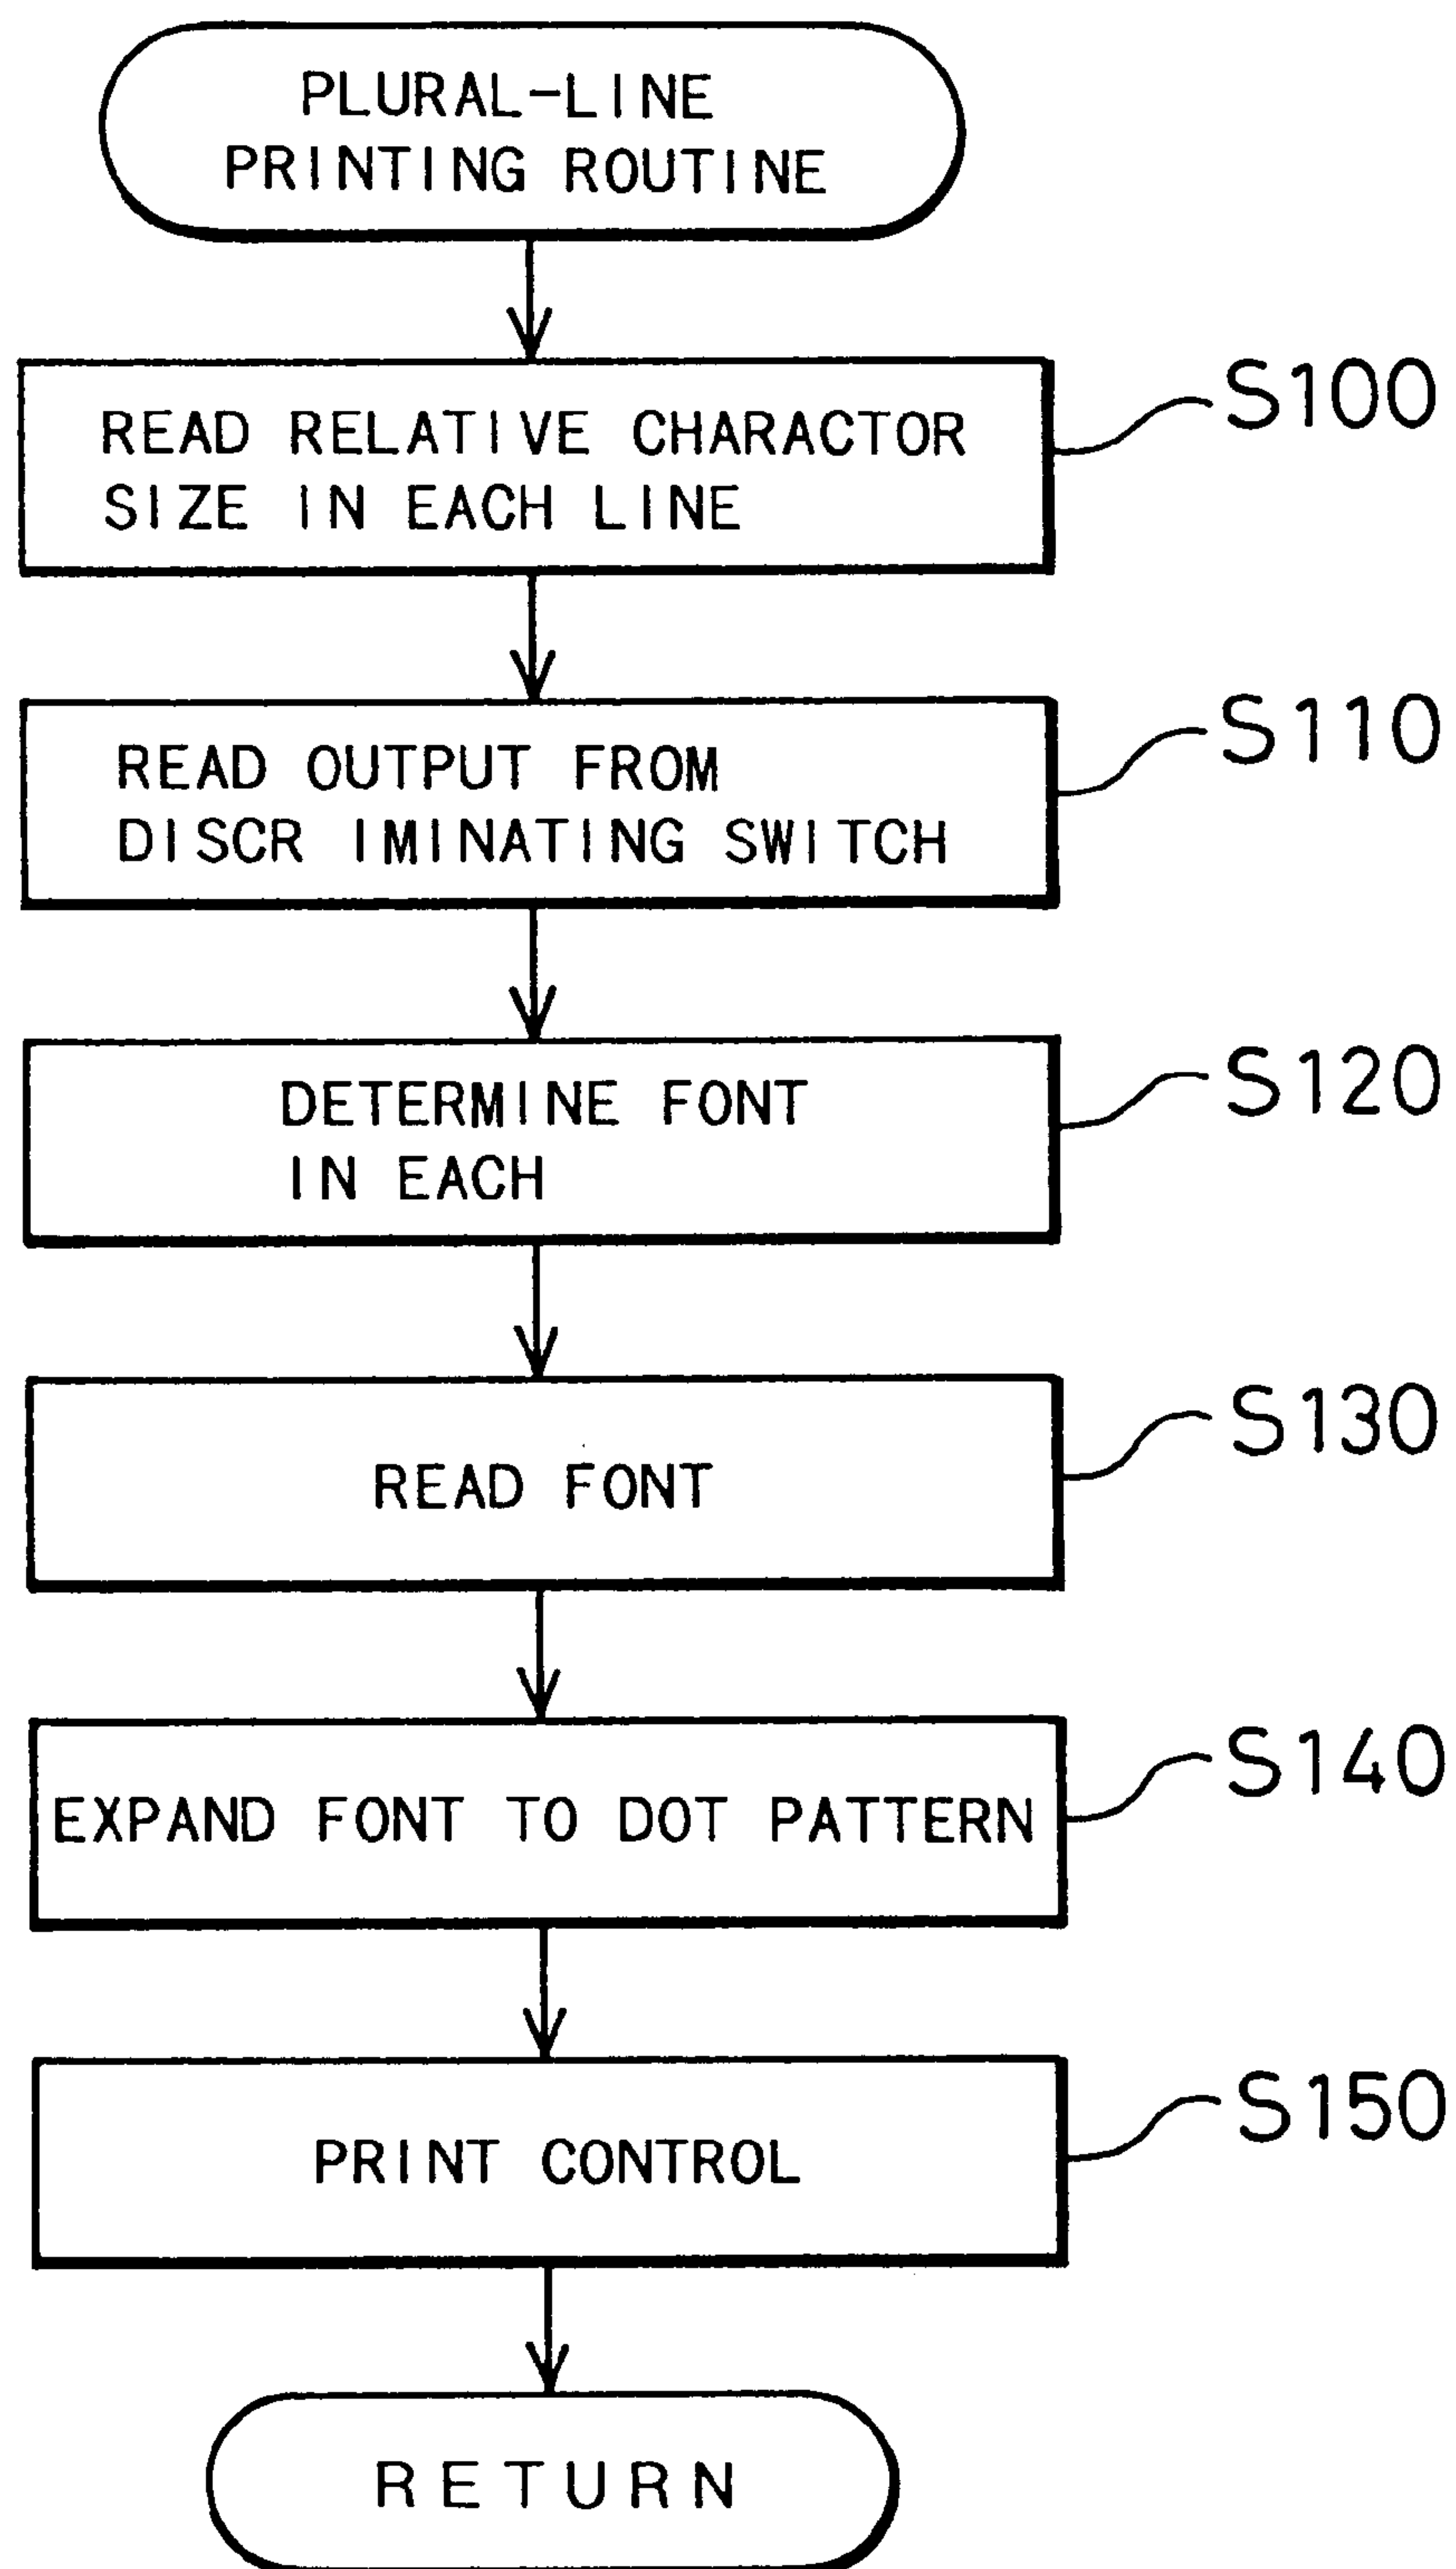 PLURAL-LINE
PRINTING ROUTINE
READ RELATIVE CHARACTOR
SIZE IN EACH LINE
S100
READ OUTPUT FROM
DISCR IMINATING SWITCH
S110
DETERMINE FONT
IN EACH
S120
READ FONT
S130
EXPAND FONT TO DOT PATTERN
S140
PRINT CONTROL
S150
RETURN